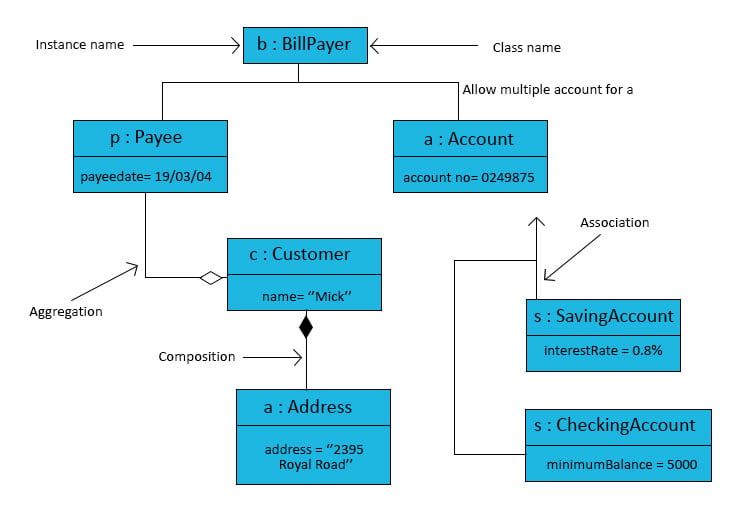 Instance name
b : BillPayer
Class name
Allow multiple account for a
p : Payee
payeedate= 19/03/04
a : Account
account no= 0249875
Association
c : Customer
name= “Mick”
Aggregation
s : SavingAccount
interestRate = 0.8%
Composition
a : Address
address = “2395
Royal Road”
s : CheckingAccount
minimumBalance = 5000